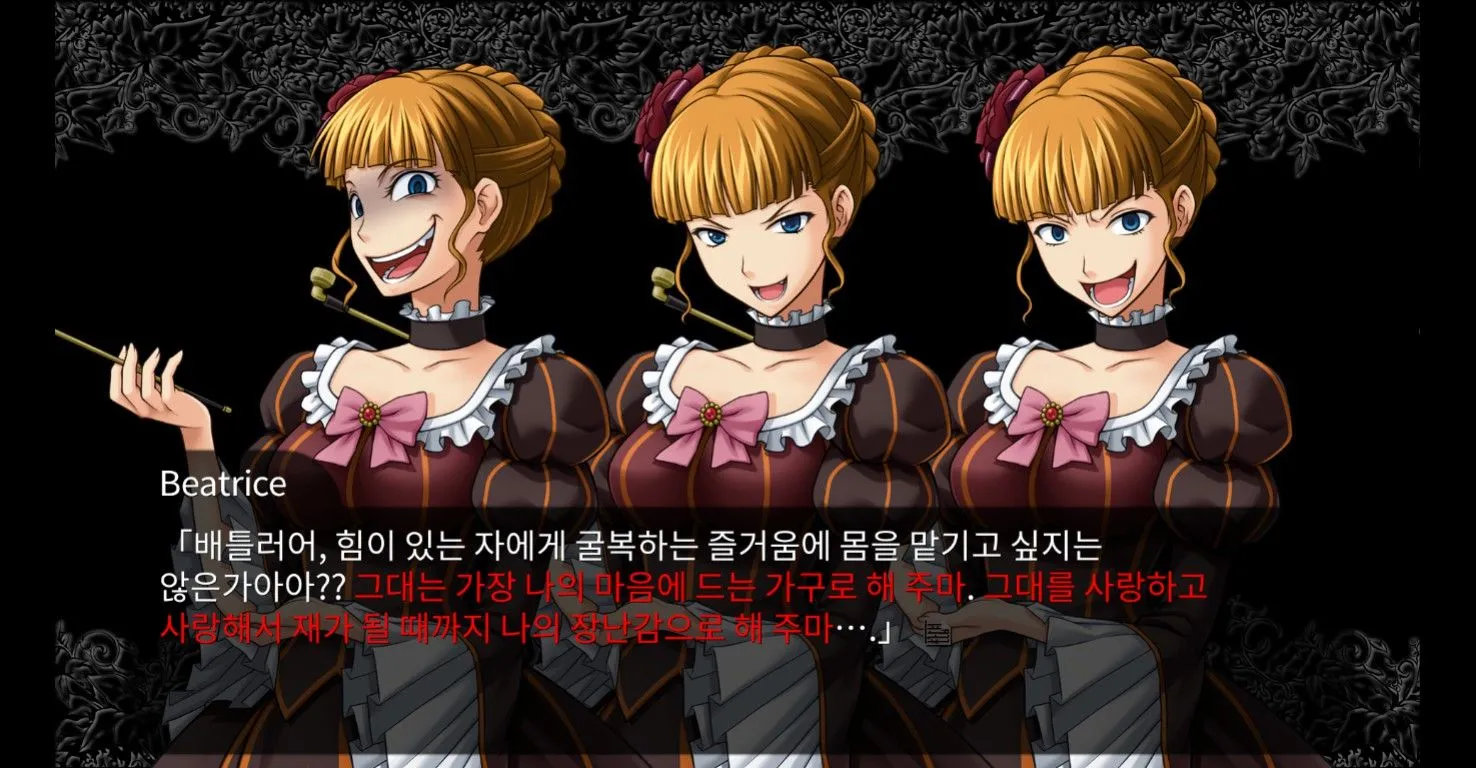 Beatrice
「배틀러어, 힘이 있는 자에게 굴복하는 즐거움에 몸을 맡기고 싶지는
않은가아아?? 그대는 가장 나의 마음에 드는 가구로 해 주마. 그대를 사랑하고
사랑해서 재가 될 때까지 나의 장난감으로 해 주마….」